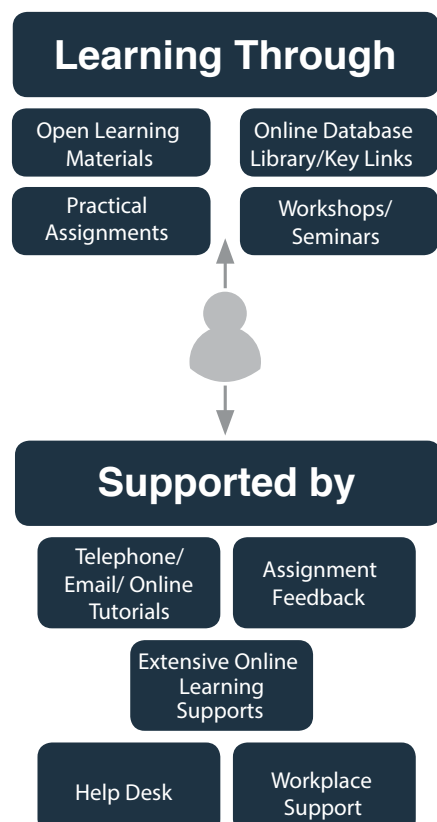 Learning Through
Open Learning
Materials
Online Database
Library/Key Links
Practical
Assignments
Workshops/
Seminars
Supported by
Telephone/
Email/ Online
Tutorials
Assignment
Feedback
Extensive Online
Learning
Supports
Help Desk
Workplace
Support